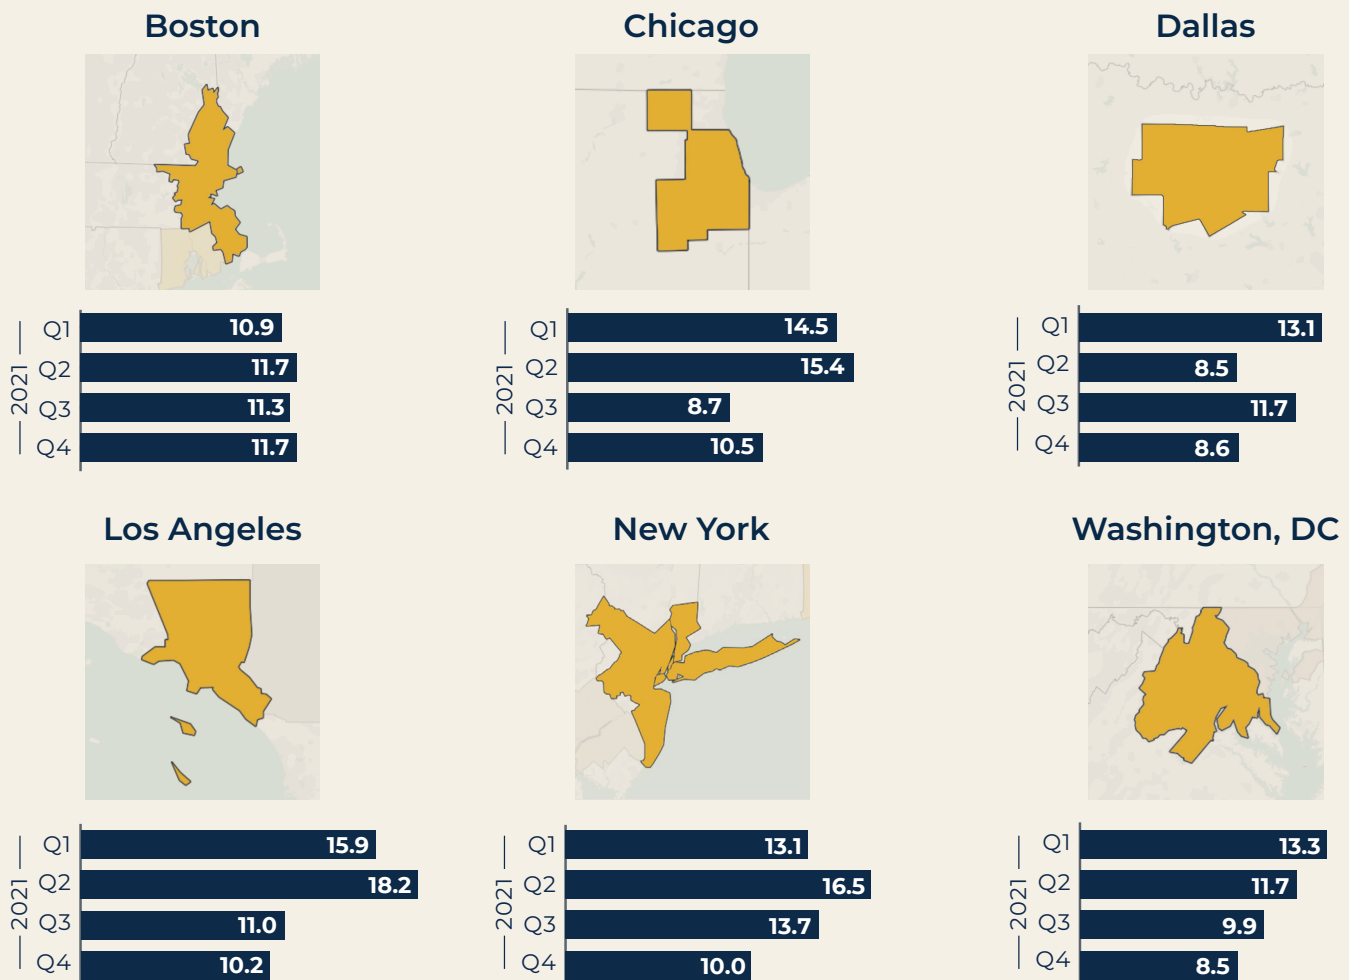 Boston
2021
Q1 10.9
Q2 11.7
Q3 11.3
Q4 11.7
Chicago
2021
Q1 14.5
Q2 15.4
Q3 8.7
Q4 10.5
Dallas
2021
Q1 13.1
Q2 8.5
Q3 11.7
Q4 8.6
Los Angeles
2021
Q1 15.9
Q2 18.2
Q3 11.0
Q4 10.2
New York
2021
Q1 13.1
Q2 16.5
Q3 13.7
Q4 10.0
Washington, DC
2021
Q1 13.3
Q2 11.7
Q3 9.9
Q4 8.5